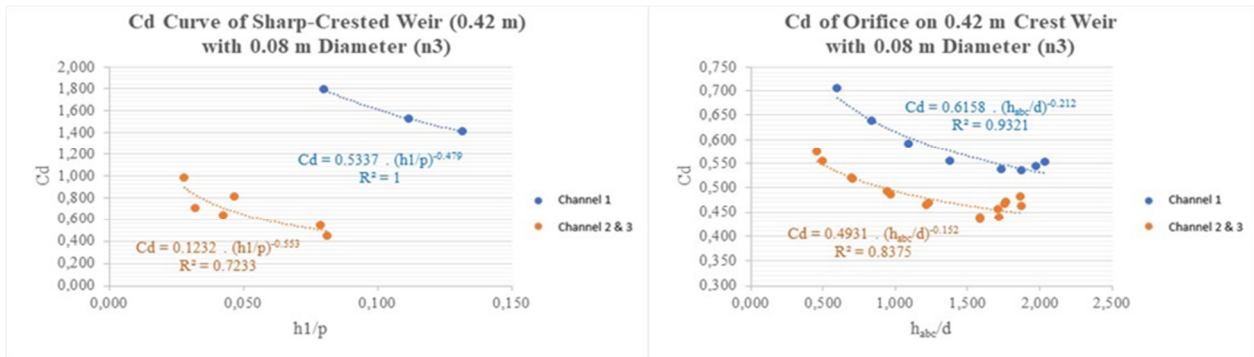 Cd Curve of Sharp-Crested Weir (0.42 m)
with 0.08 m Diameter (n3)
2,000
1,800
1,600
1,400
1,200
1,000
0,800
0,600
0,400
0,200
0,000
Cd
Cd = 0.5337 . (h1/p)-0.479
R² = 1
Cd = 0.1232 . (h1/p)-0.553
R² = 0.7233
0,000 0,050 0,100 0,150
h1/p
Channel 1
Channel 2 & 3
Cd of Orifice on 0.42 m Crest Weir
with 0.08 m Diameter (n3)
0,750
0,700
0,650
0,600
0,550
0,500
0,450
0,400
0,350
0,300
Cd
Cd = 0.6158 . (habc/d)-0.212
R² = 0.9321
Cd = 0.4931 . (habc/d)-0.152
R² = 0.8375
0,000 0,500 1,000 1,500 2,000 2,500
habc/d
Channel 1
Channel 2 & 3